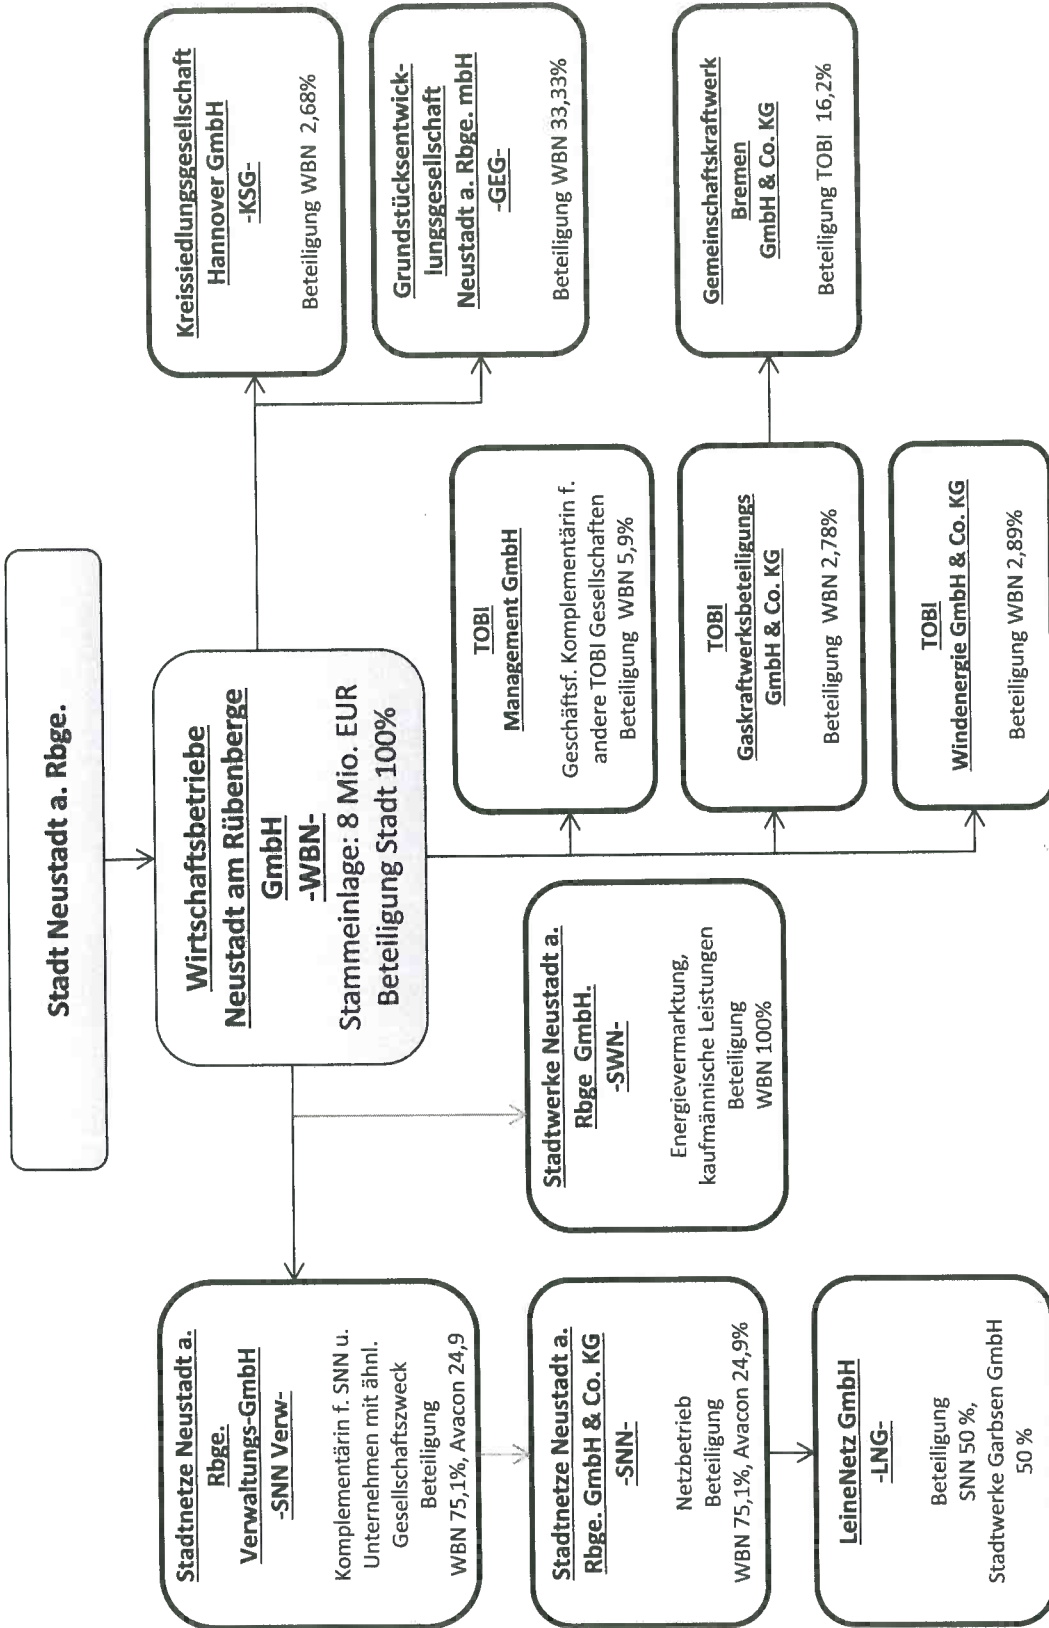 Stadt Neustadt a. Rbge.
Wirtschaftsbetriebe
Neustadt am Rübenberge
GmbH
-WBN-
Stammeinlage: 8 Mio. EUR
Beteiligung Stadt 100%
Stadtnetze Neustadt a.
Rbge.
Verwaltungs-GmbH
-SNN Verw-
Komplementärin f. SNN u.
Unternehmen mit ähnl.
Gesellschaftszweck
Beteiligung
WBN 75,1%, Avacon 24,9
Stadtnetze Neustadt a.
Rbge. GmbH & Co. KG
-SNN-
Netzbetrieb
Beteiligung
WBN 75,1%, Avacon 24,9%
LeineNetz GmbH
-LNG-
Beteiligung
SNN 50 %,
Stadtwerke Garbsen GmbH
50 %
Stadtwerke Neustadt a.
Rbge GmbH.
-SWN-
Energievermarktung,
kaufmännische Leistungen
Beteiligung
WBN 100%
TOBI
Management GmbH
Geschäftsf. Komplementärin f.
andere TOBI Gesellschaften
Beteiligung WBN 5,9%
TOBI
Gaskraftwerksbeteiligungs
GmbH & Co. KG
Beteiligung WBN 2,78%
TOBI
Windenergie GmbH & Co. KG
Beteiligung WBN 2,89%
Kreissiedlungsgesellschaft
Hannover GmbH
-KSG-
Beteiligung WBN 2,68%
Grundstücksentwick-
lungsgesellschaft
Neustadt a. Rbge. mbH
-GEG-
Beteiligung WBN 33,33%
Gemeinschaftskraftwerk
Bremen
GmbH & Co. KG
Beteiligung TOBI 16,2%